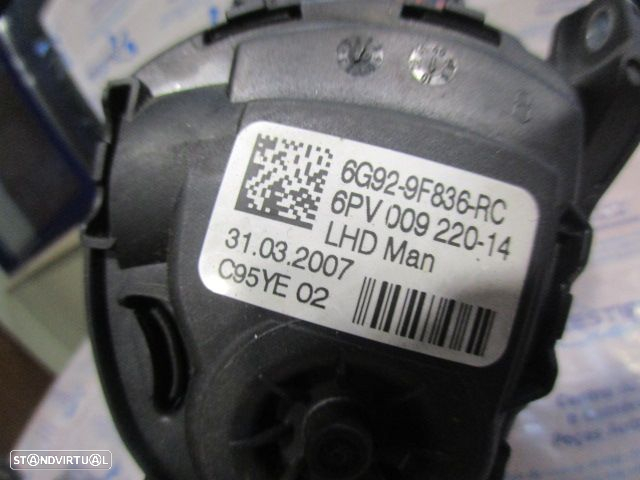 6G92-9F836-RC
6PV 009 220-14
LHD Man
31.03.2007
C95YE 02
STANDVIRTUAL